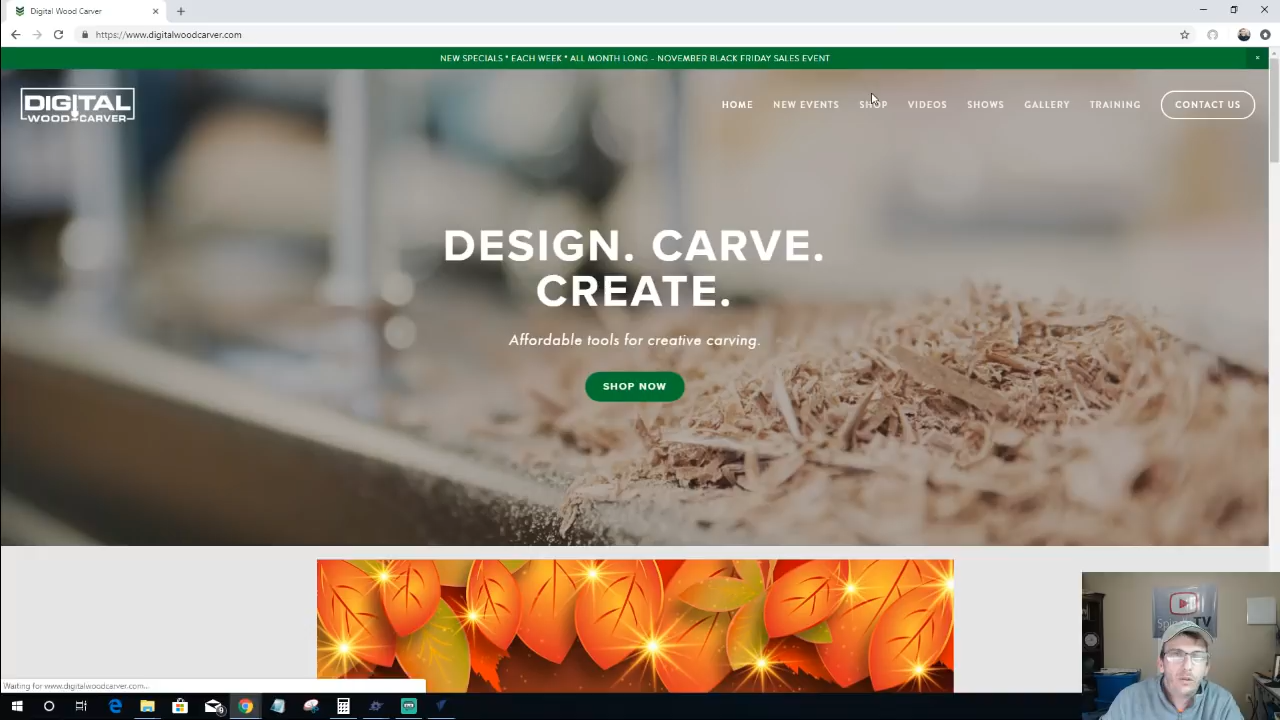 Digital Wood Carver
https://www.digitalwoodcarver.com
NEW SPECIALS * EACH WEEK * ALL MONTH LONG - NOVEMBER BLACK FRIDAY SALES EVENT
DIGITAL
WOOD CARVER
HOME NEW EVENTS SHOP VIDEOS SHOWS GALLERY TRAINING CONTACT US
DESIGN. CARVE.
CREATE.
Affordable tools for creative carving.
SHOP NOW
Waiting for www.digitalwoodcarver.com...